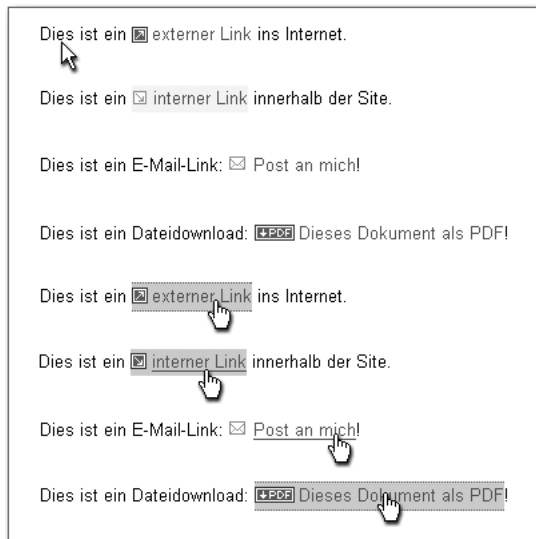 Dies ist ein externer Link ins Internet.
Dies ist ein interner Link innerhalb der Site.
Dies ist ein E-Mail-Link: Post an mich!
Dies ist ein Dateidownload: PDF Dieses Dokument als PDF!
Dies ist ein externer Link ins Internet.
Dies ist ein interner Link innerhalb der Site.
Dies ist ein E-Mail-Link: Post an mich!
Dies ist ein Dateidownload: PDF Dieses Dokument als PDF!